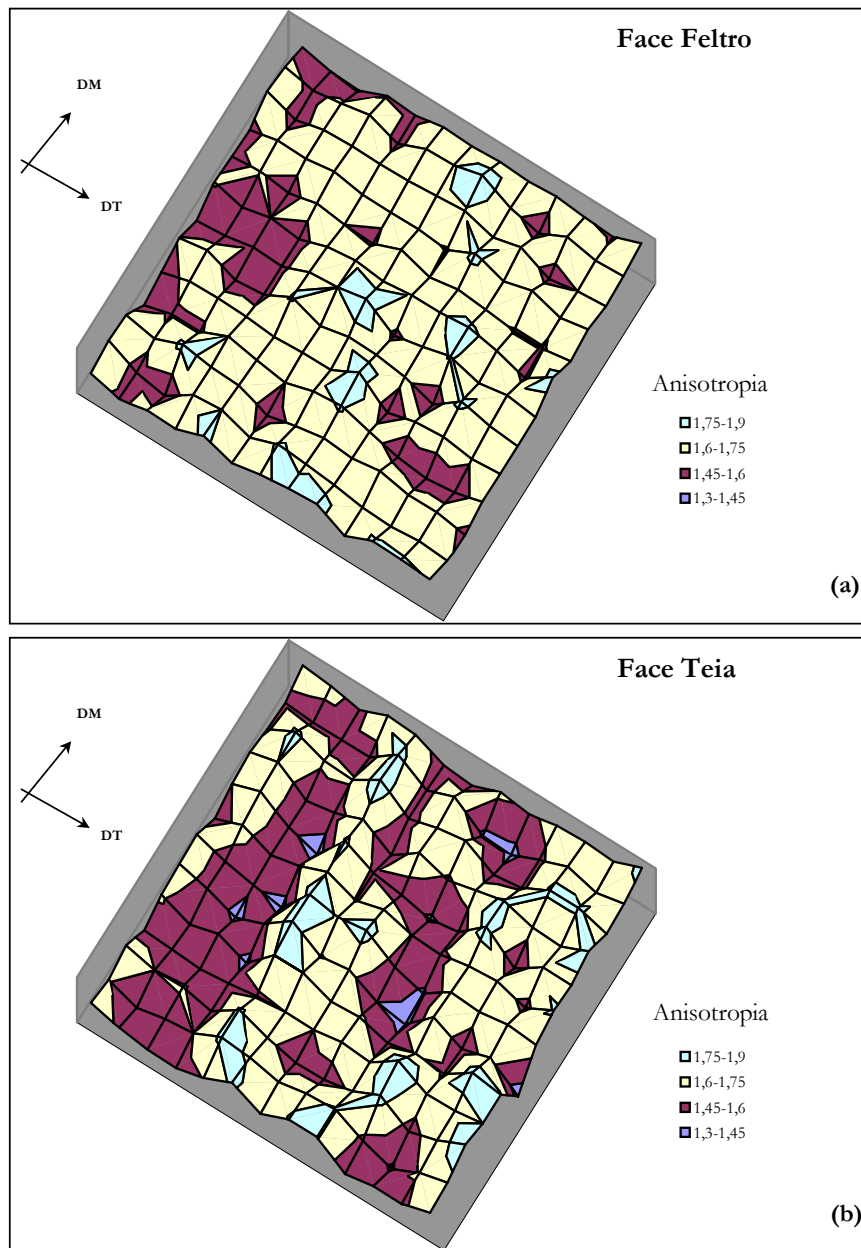 Face Feltro
DM
DT
Anisotropia
1,75-1,9
1,6-1,75
1,45-1,6
1,3-1,45
(a)
Face Teia
DM
DT
Anisotropia
1,75-1,9
1,6-1,75
1,45-1,6
1,3-1,45
(b)